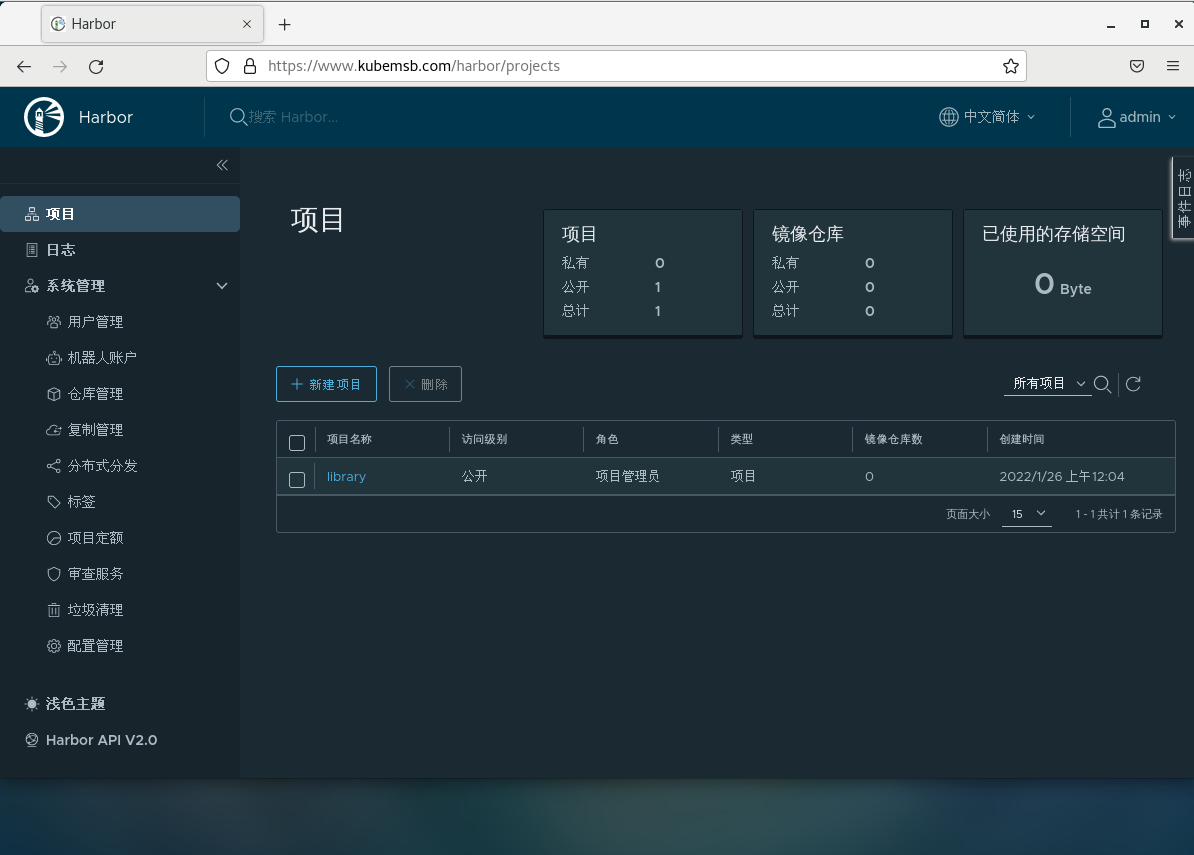 Harbor
https://www.kubemsb.com/harbor/projects
Harbor
搜索 Harbor...
中文简体
admin
事件日志
项目
日志
系统管理
用户管理
机器人账户
仓库管理
复制管理
分布式分发
标签
项目定额
审查服务
垃圾清理
配置管理
浅色主题
Harbor API V2.0
项目
项目
私有 0
公开 1
总计 1
镜像仓库
私有 0
公开 0
总计 0
已使用的存储空间
0 Byte
新建项目 删除
所有项目
项目名称 访问级别 角色 类型 镜像仓库数 创建时间
library 公开 项目管理员 项目 0 2022/1/26 上午12:04
页面大小 15 1 - 1 共计 1 条记录